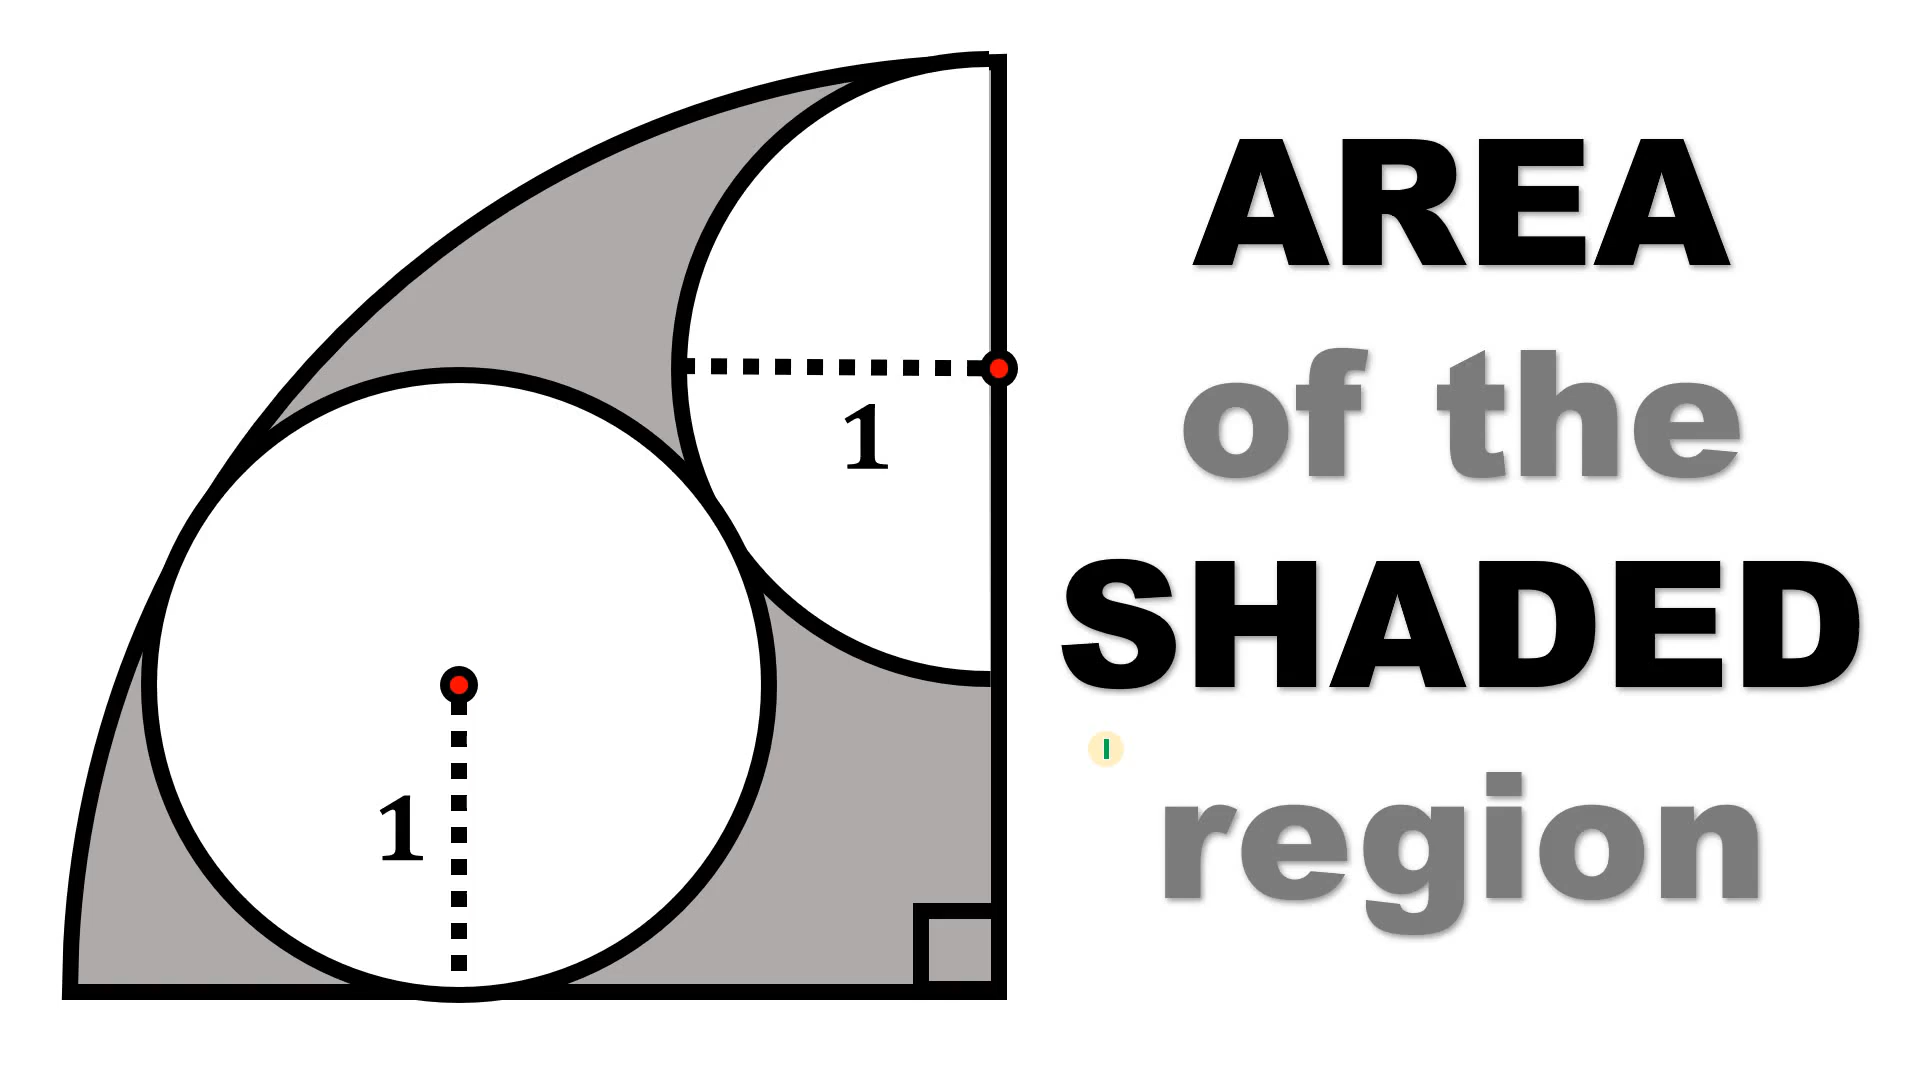 AREA
of the
SHADED
region
1
1